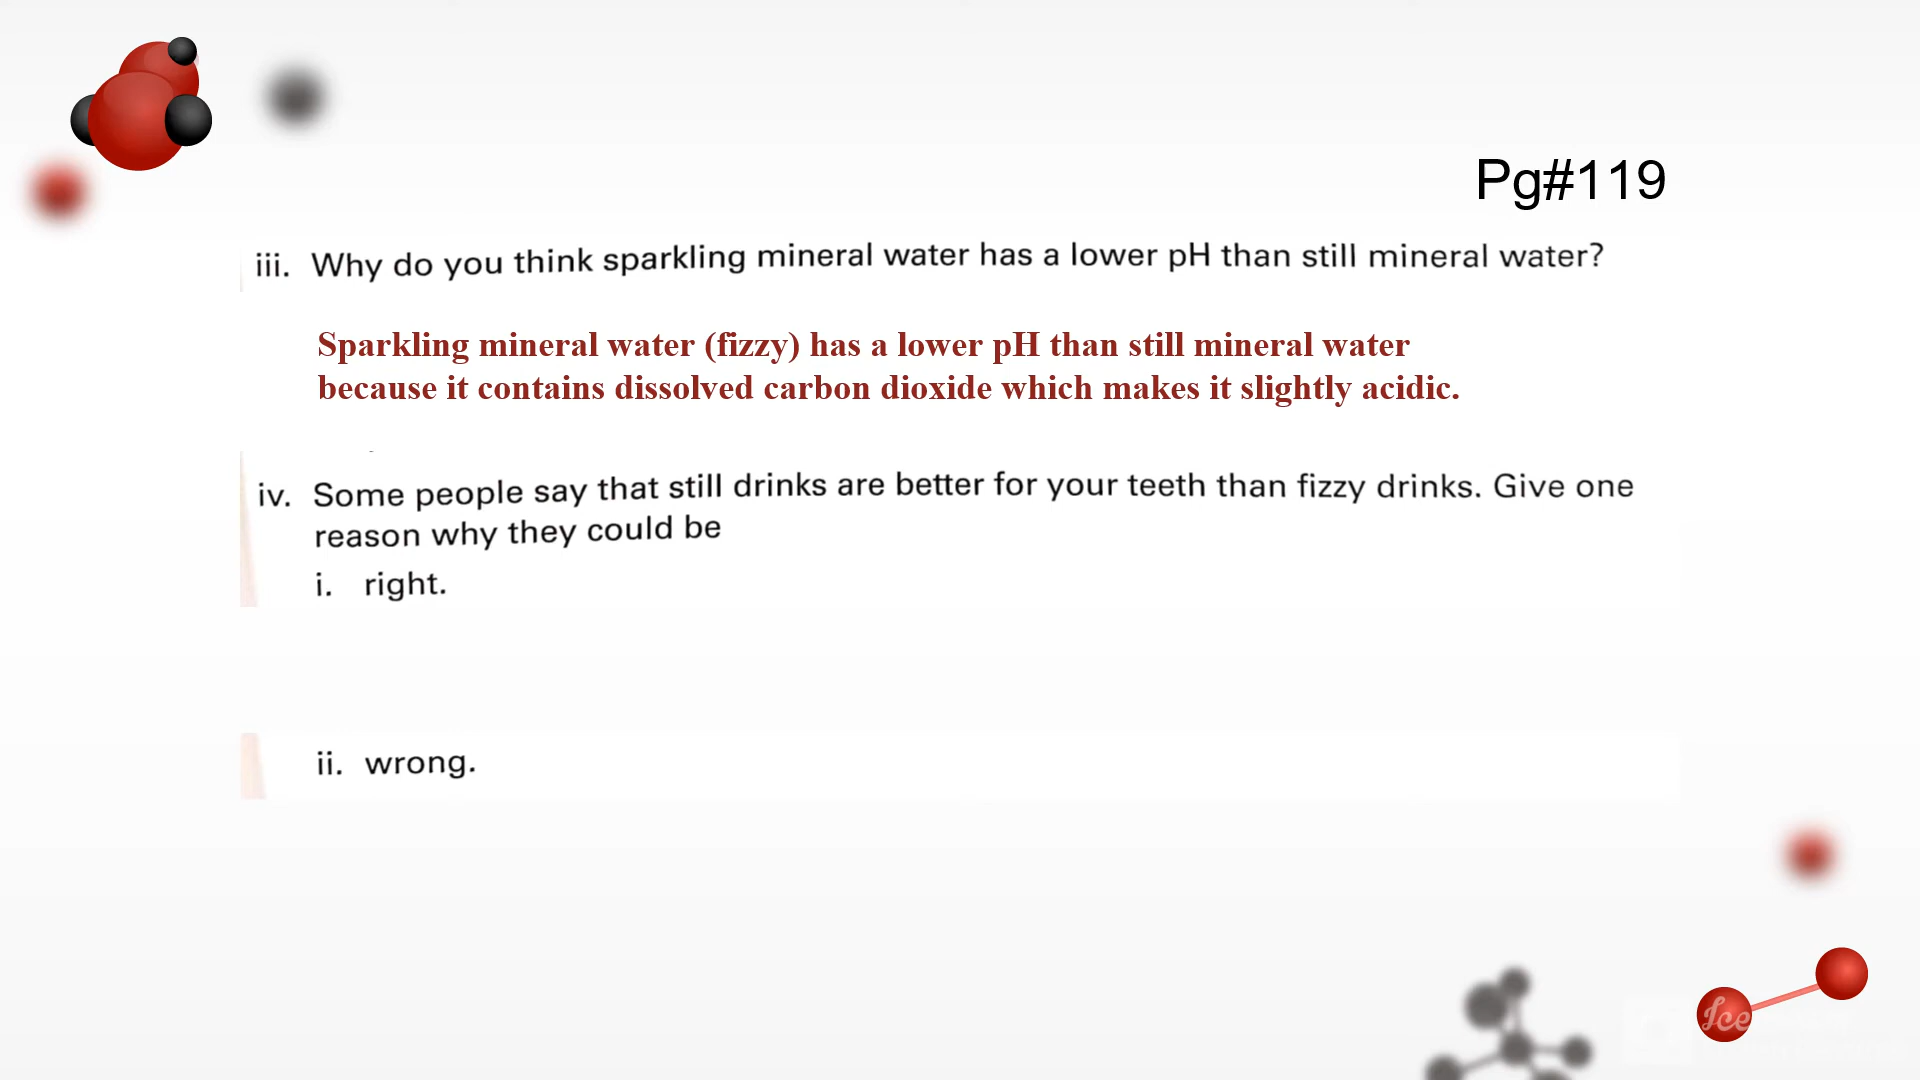 Pg#119
iii. Why do you think sparkling mineral water has a lower pH than still mineral water?
Sparkling mineral water (fizzy) has a lower pH than still mineral water
because it contains dissolved carbon dioxide which makes it slightly acidic.
iv. Some people say that still drinks are better for your teeth than fizzy drinks. Give one
reason why they could be
i. right.
ii. wrong.
Ice